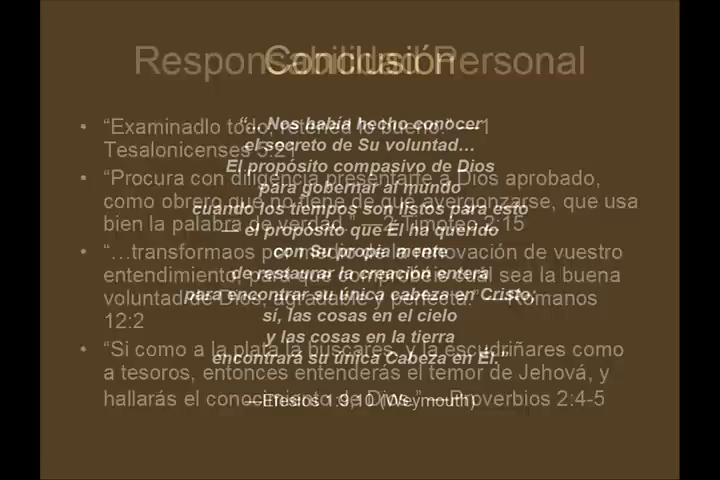 Responsabilidad Personal
• “Examinadlo todo; retened lo bueno.” —1
Tesalonicenses 5:21
• “Procura con diligencia presentarte a Dios aprobado,
como obrero que no tiene de qué avergonzarse, que usa
bien la palabra de verdad.” —2 Timoteo 2:15
• “…transformaos por medio de la renovación de vuestro
entendimiento, para que comprobéis cuál sea la buena
voluntad de Dios, agradable y perfecta.” —Romanos
12:2
• “Si como a la plata la buscares, y la escudriñares como
a tesoros, entonces entenderás el temor de Jehová, y
hallarás el conocimiento de Dios.” —Proverbios 2:4-5
Conclusión
“… Nos había hecho conocer
el secreto de Su voluntad…
El propósito compasivo de Dios
para gobernar al mundo
cuando los tiempos son listos para esto
— el propósito que Él ha querido
con Su propia mente
de restaurar la creación entera
para encontrar su única cabeza en Cristo;
sí, las cosas en el cielo
y las cosas en la tierra
encontrará su única Cabeza en Él.”
—Efesios 1:9,10 (Weymouth)